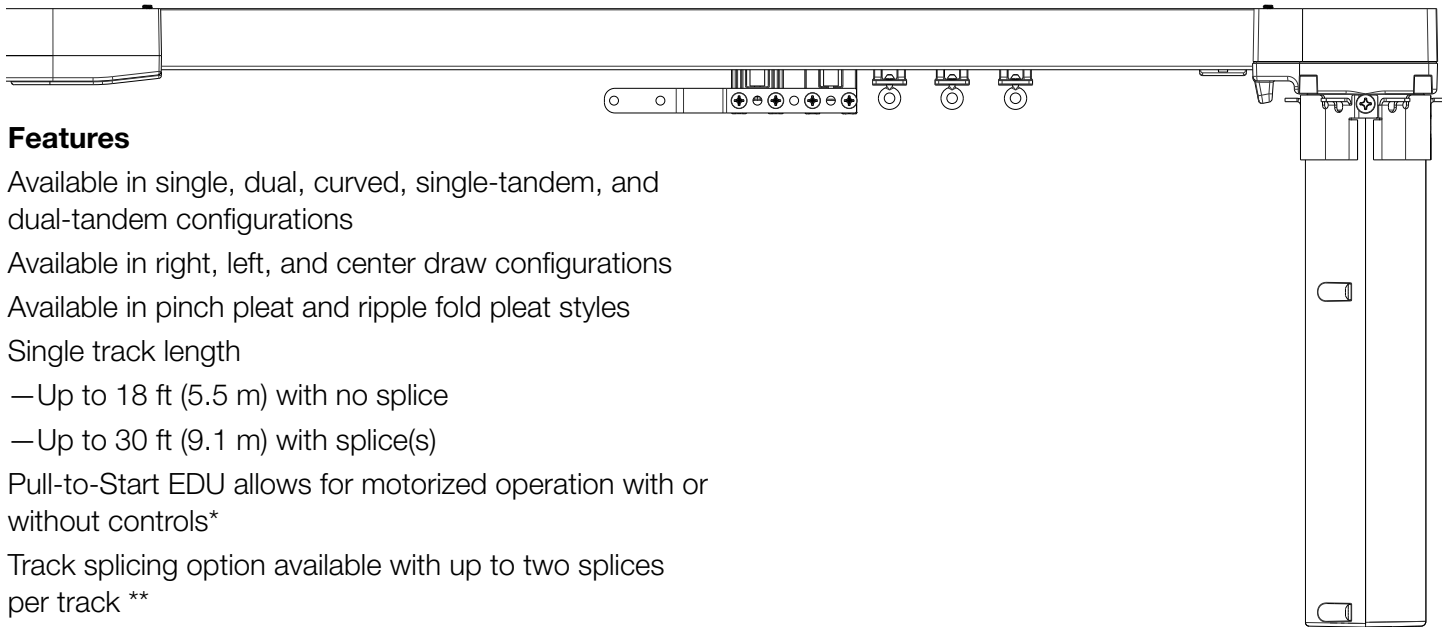 Features
Available in single, dual, curved, single-tandem, and
dual-tandem configurations
Available in right, left, and center draw configurations
Available in pinch pleat and ripple fold pleat styles
Single track length
—Up to 18 ft (5.5 m) with no splice
—Up to 30 ft (9.1 m) with splice(s)
Pull-to-Start EDU allows for motorized operation with or
without controls*
Track splicing option available with up to two splices
per track **